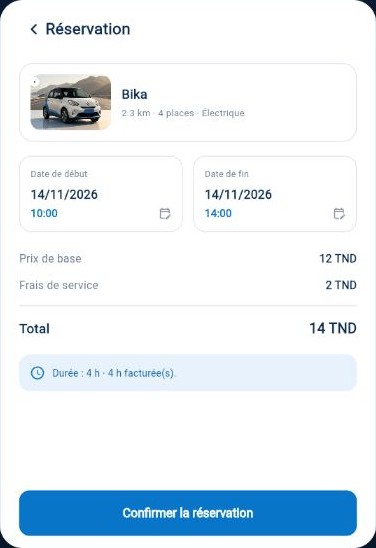 Réservation
Bika
2.3 km · 4 places · Électrique
Date de début
14/11/2026
10:00
Date de fin
14/11/2026
14:00
Prix de base
12 TND
Frais de service
2 TND
Total
14 TND
Durée : 4 h · 4 h facturée(s).
Confirmer la réservation